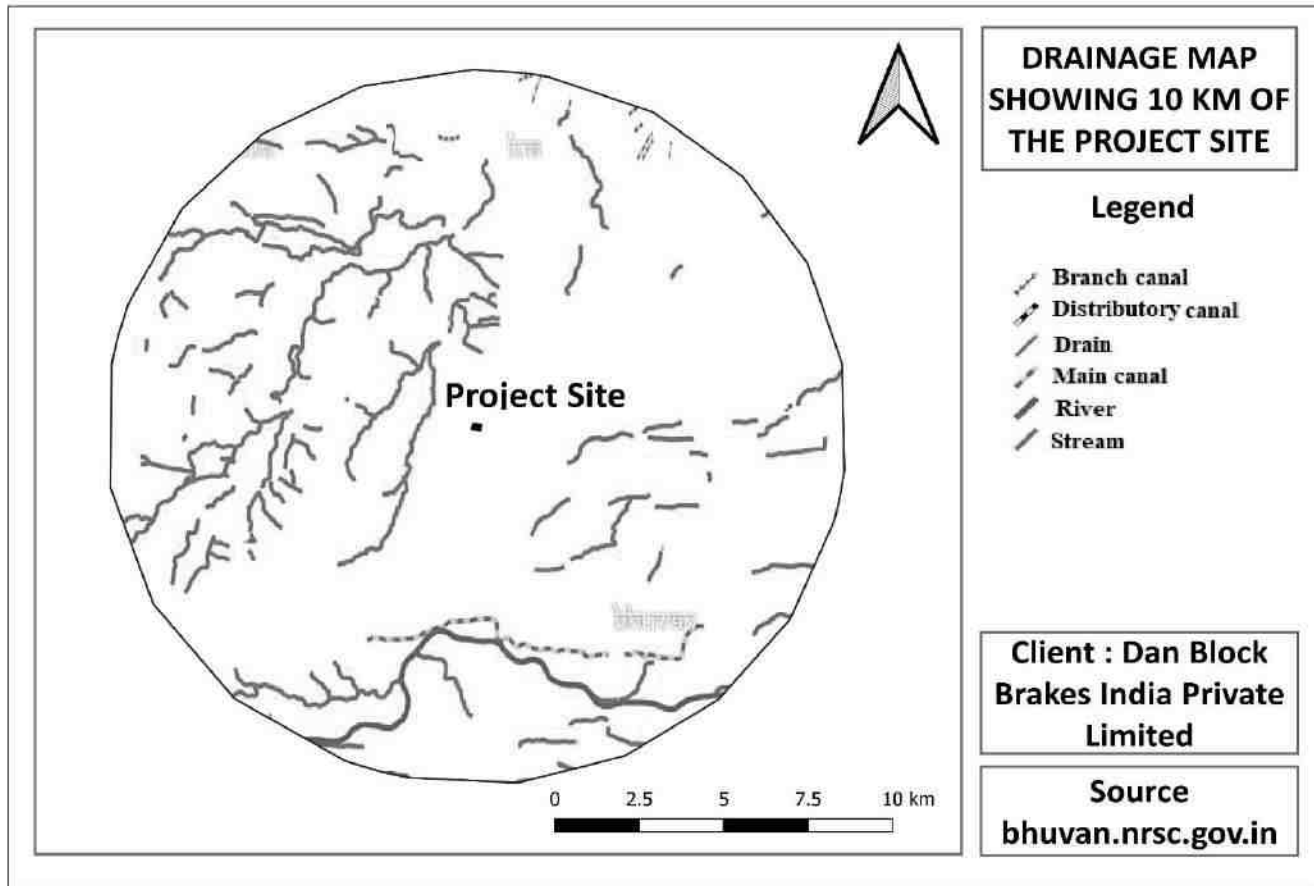 DRAINAGE MAP
SHOWING 10 KM OF
THE PROJECT SITE
Legend
Branch canal
Distributory canal
Drain
Main canal
River
Stream
Project Site
bhuvan
0 2.5 5 7.5 10 km
Client : Dan Block
Brakes India Private
Limited
Source
bhuvan.nrsc.gov.in